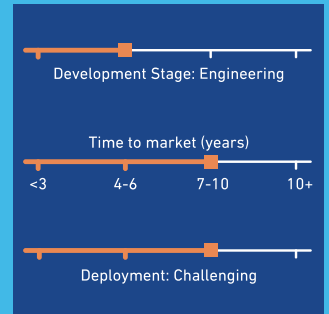 Development Stage: Engineering
Time to market (years)
<3 4-6 7-10 10+
Deployment: Challenging